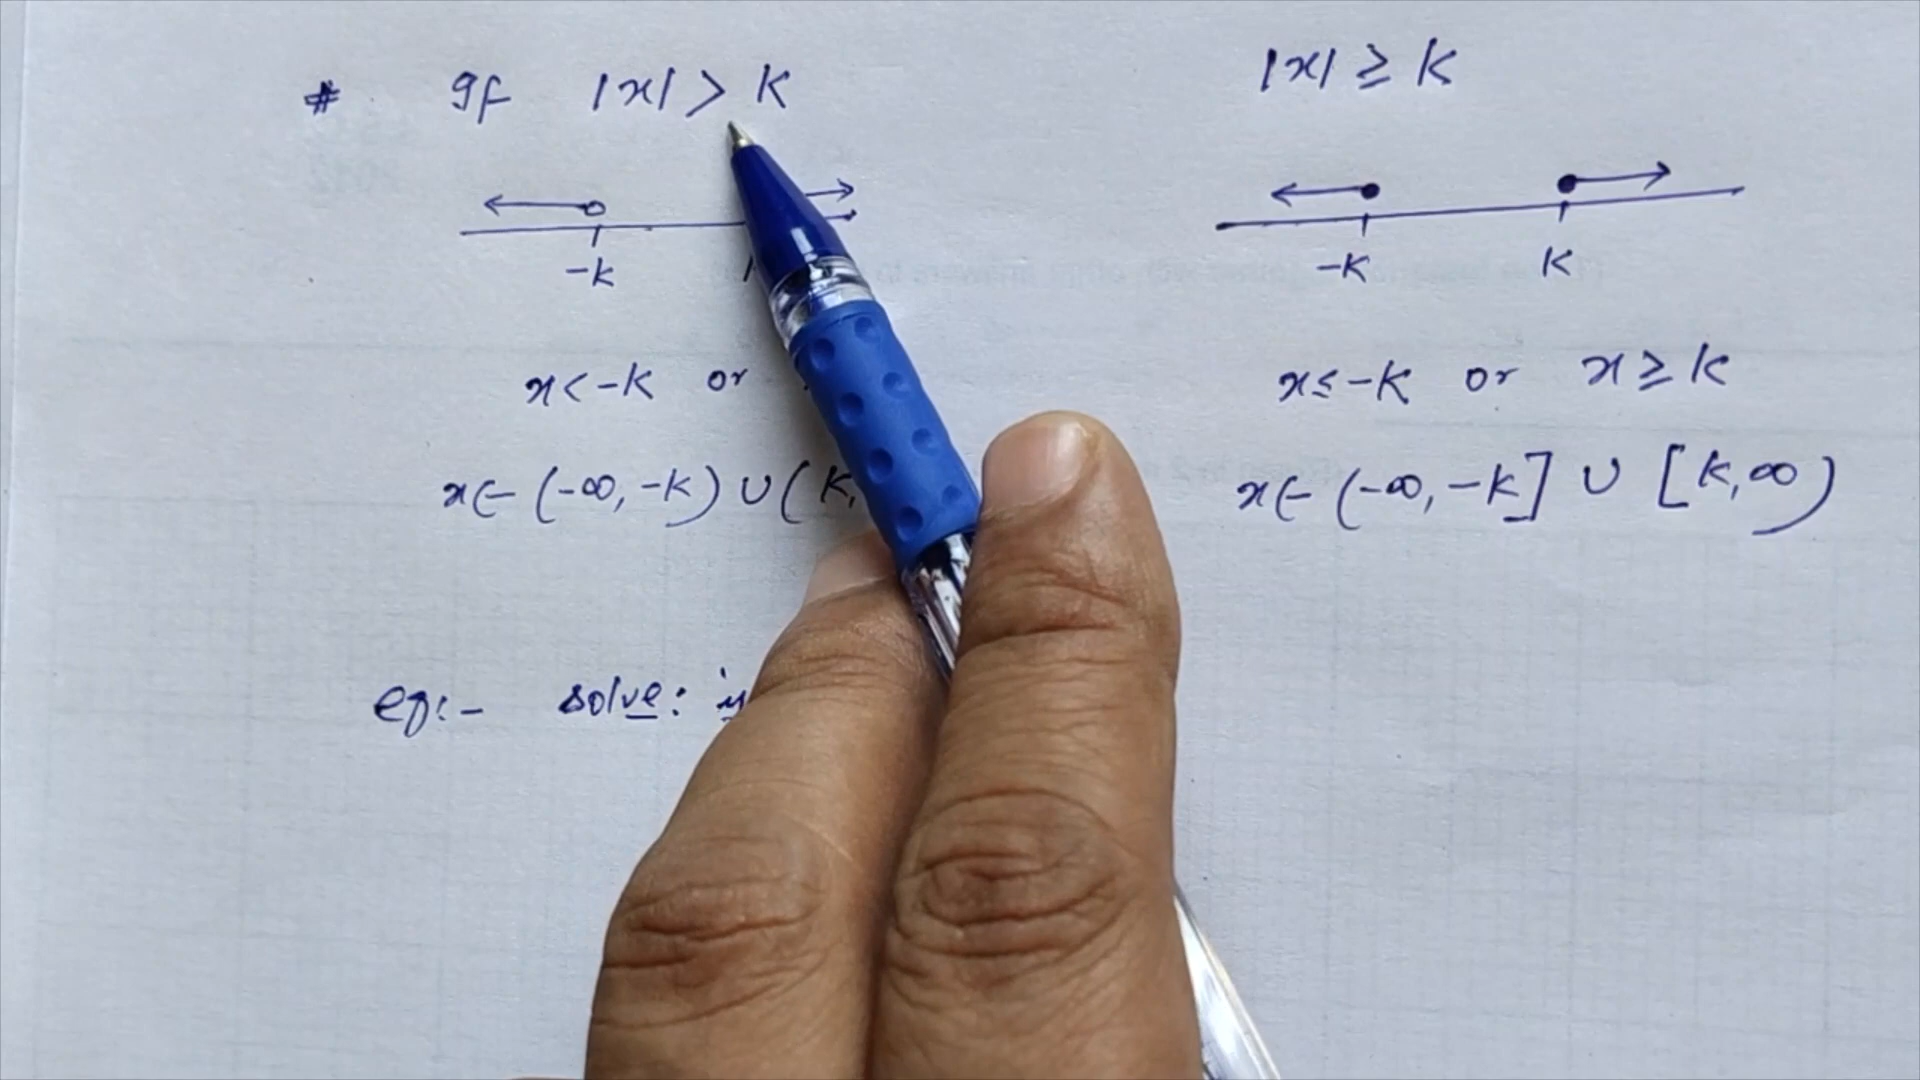 # If |x| > K
-K
x < -K or
x ∈ (-∞, -K) ∪ (K,
eg:- solve: i)
|x| ≥ K
-K K
x ≤ -K or x ≥ K
x ∈ (-∞, -K] ∪ [K, ∞)